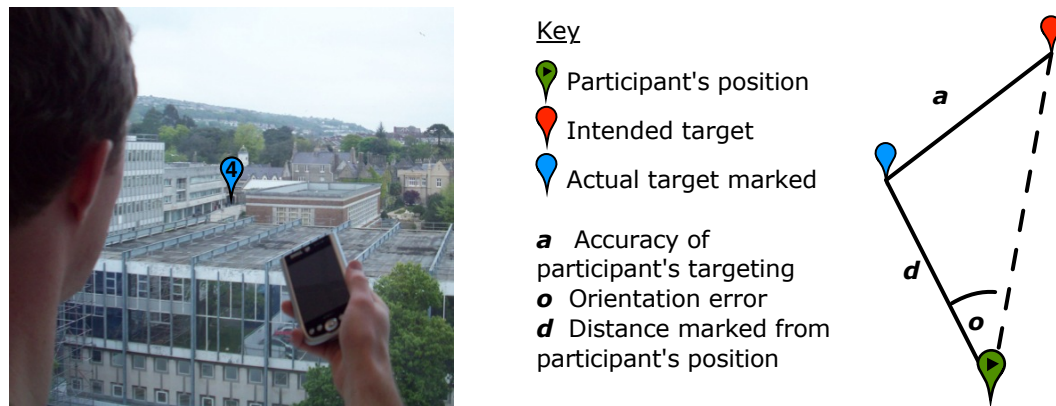 4
Key
Participant's position
Intended target
Actual target marked
a Accuracy of
participant's targeting
o Orientation error
d Distance marked from
participant's position
a
d
o